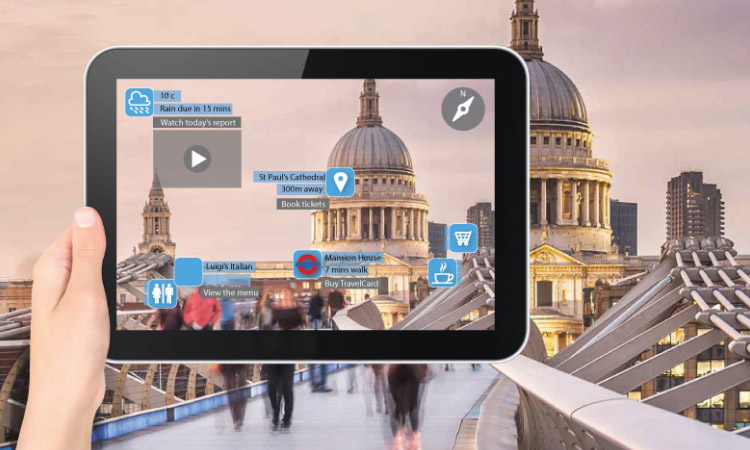 10°c
Rain due in 15 mins
Watch today's report
N
St Paul's Cathedral
300m away
Book tickets
Luigi's Italian
View the menu
Mansion House
7 mins walk
Buy TravelCard